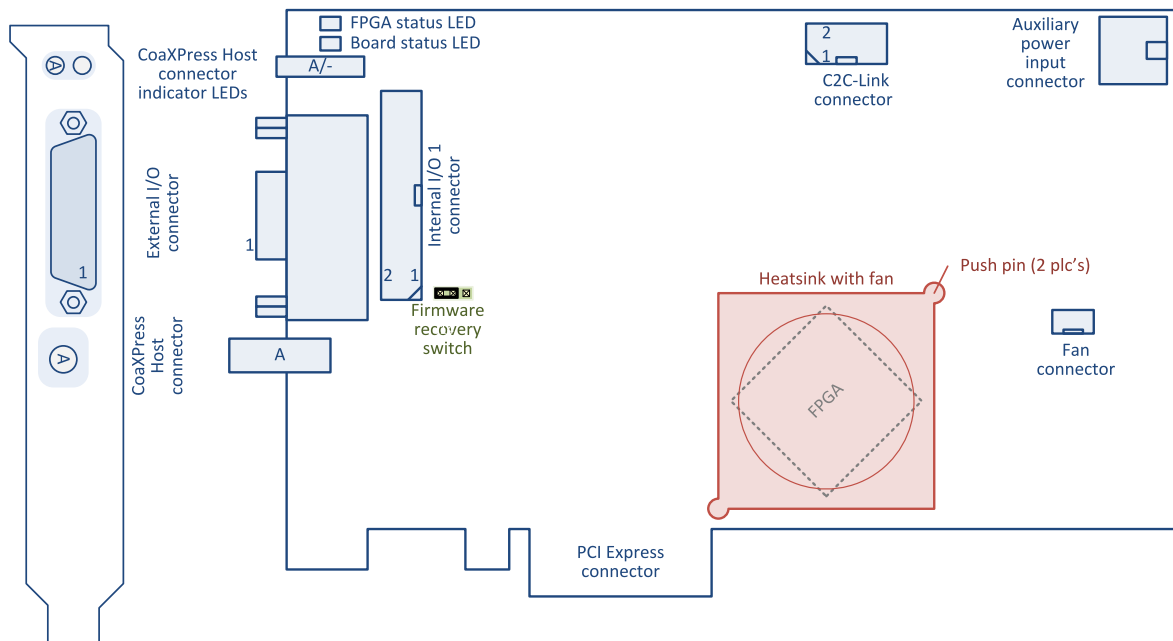 FPGA status LED
Board status LED
CoaXPress Host
connector
indicator LEDs
A/-
A
2
1
C2C-Link
connector
Auxiliary
power
input
connector
External I/O
connector
1
1
Internal I/O 1
connector
2 1
Firmware
recovery
switch
CoaXPress
Host
connector
A
A
Heatsink with fan
Push pin (2 plc's)
FPGA
Fan
connector
PCI Express
connector